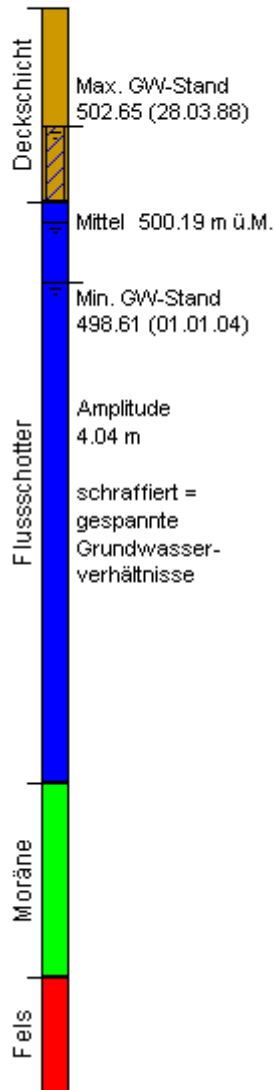 Deckschicht
Max. GW-Stand
502.65 (28.03.88)
Mittel 500.19 m ü.M.
Min. GW-Stand
498.61 (01.01.04)
Flussschotter
Amplitude
4.04 m
schraffiert =
gespannte
Grundwasser-
verhältnisse
Moräne
Fels